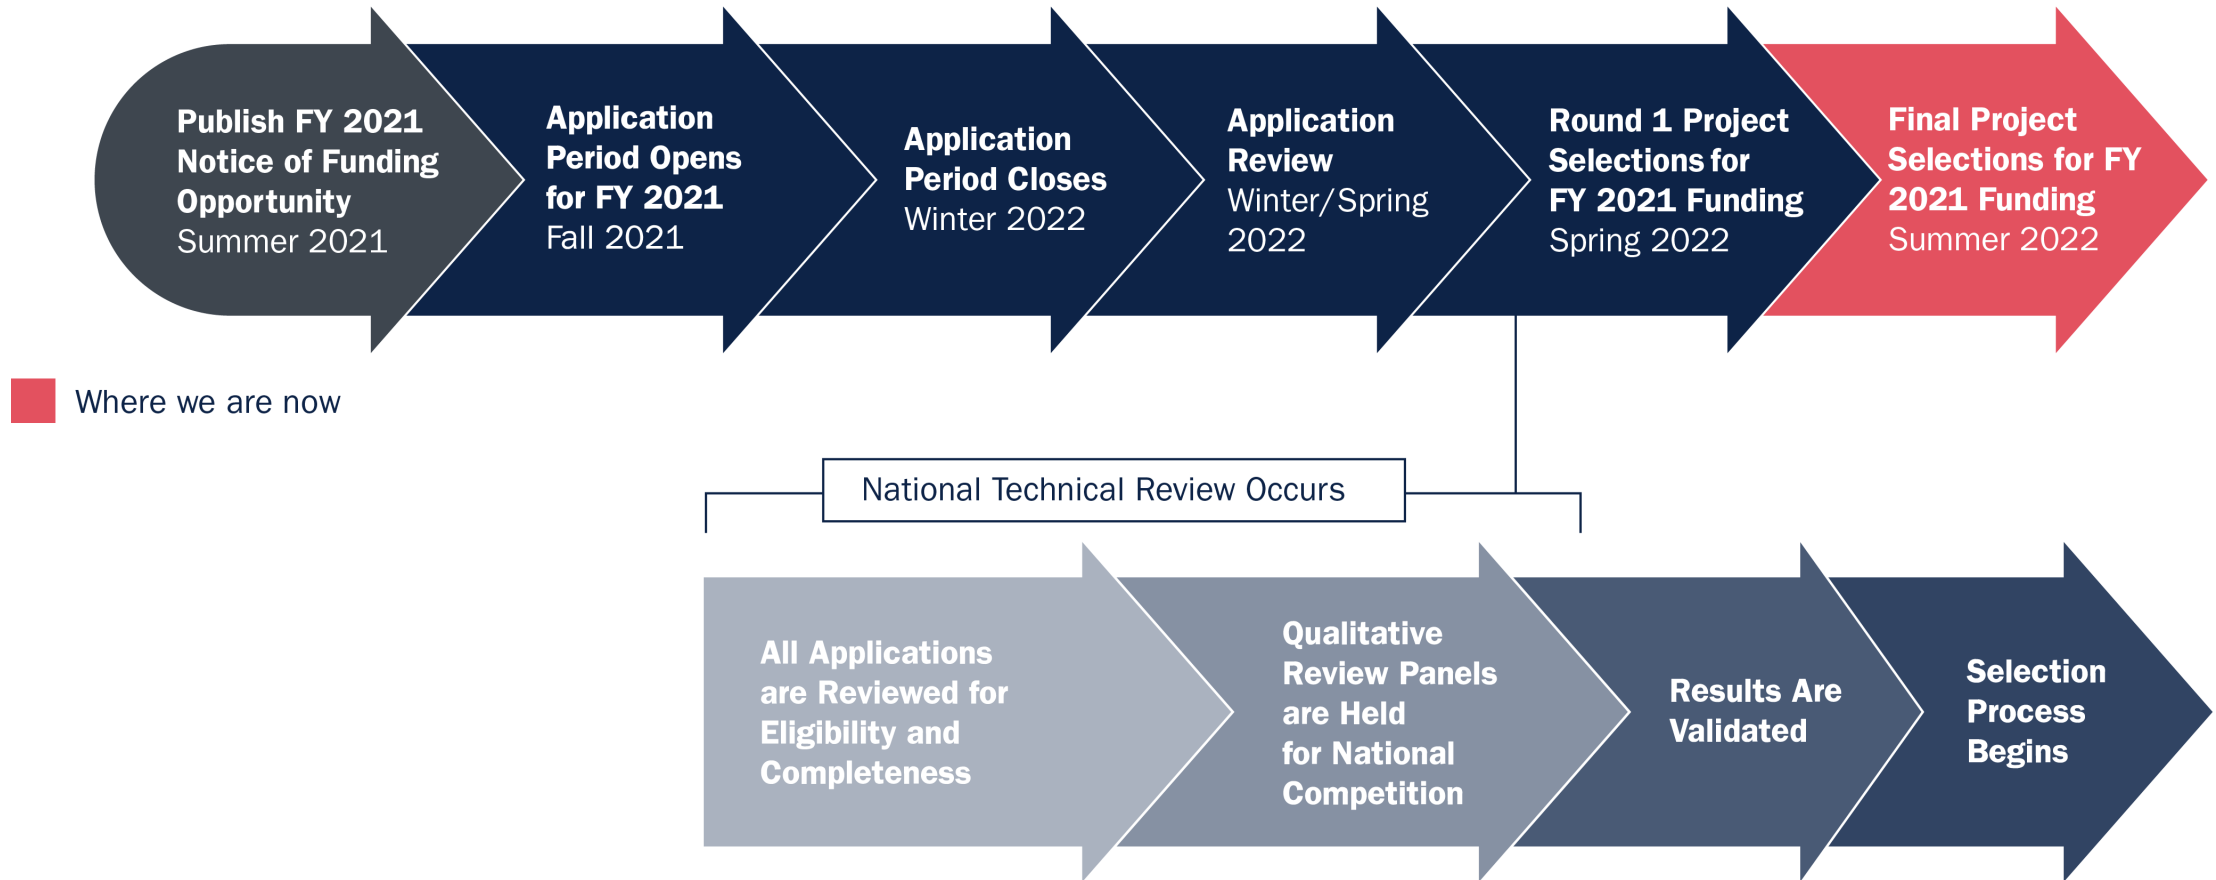 Publish FY 2021
Notice of Funding
Opportunity
Summer 2021
Application
Period Opens
for FY 2021
Fall 2021
Application
Period Closes
Winter 2022
Application
Review
Winter/Spring
2022
Round 1 Project
Selections for
FY 2021 Funding
Spring 2022
Final Project
Selections for FY
2021 Funding
Summer 2022
Where we are now
National Technical Review Occurs
All Applications
are Reviewed for
Eligibility and
Completeness
Qualitative
Review Panels
are Held
for National
Competition
Results Are
Validated
Selection
Process
Begins